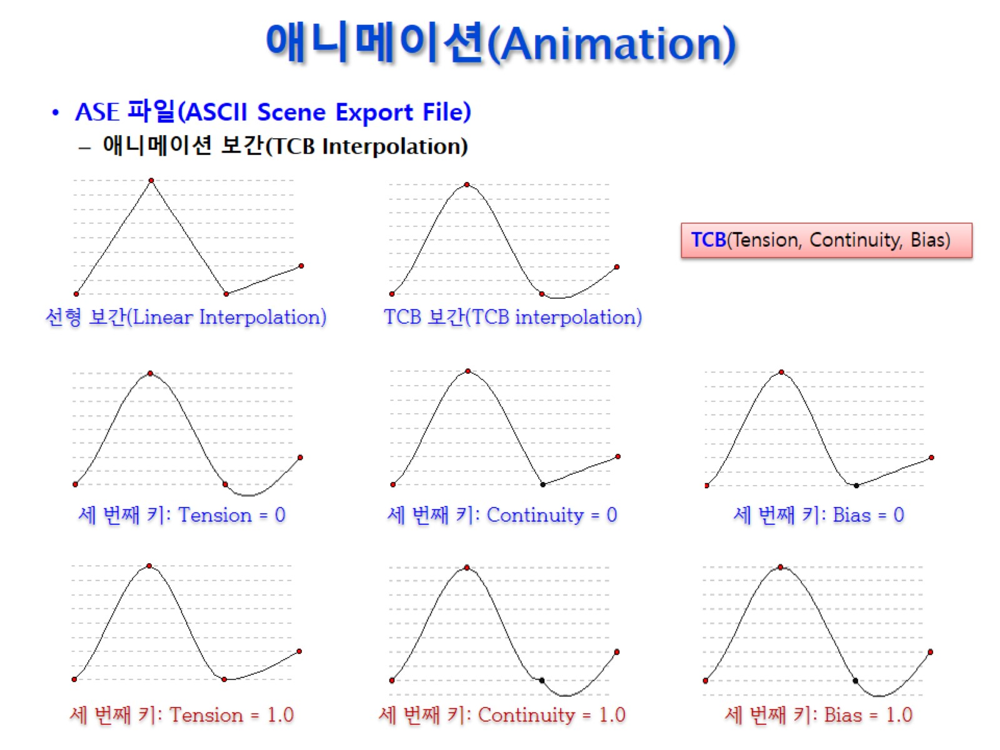 애니메이션(Animation)
• ASE 파일(ASCII Scene Export File)
– 애니메이션 보간(TCB Interpolation)
TCB(Tension, Continuity, Bias)
선형 보간(Linear Interpolation)
TCB 보간(TCB interpolation)
세 번째 키: Tension = 0
세 번째 키: Continuity = 0
세 번째 키: Bias = 0
세 번째 키: Tension = 1.0
세 번째 키: Continuity = 1.0
세 번째 키: Bias = 1.0